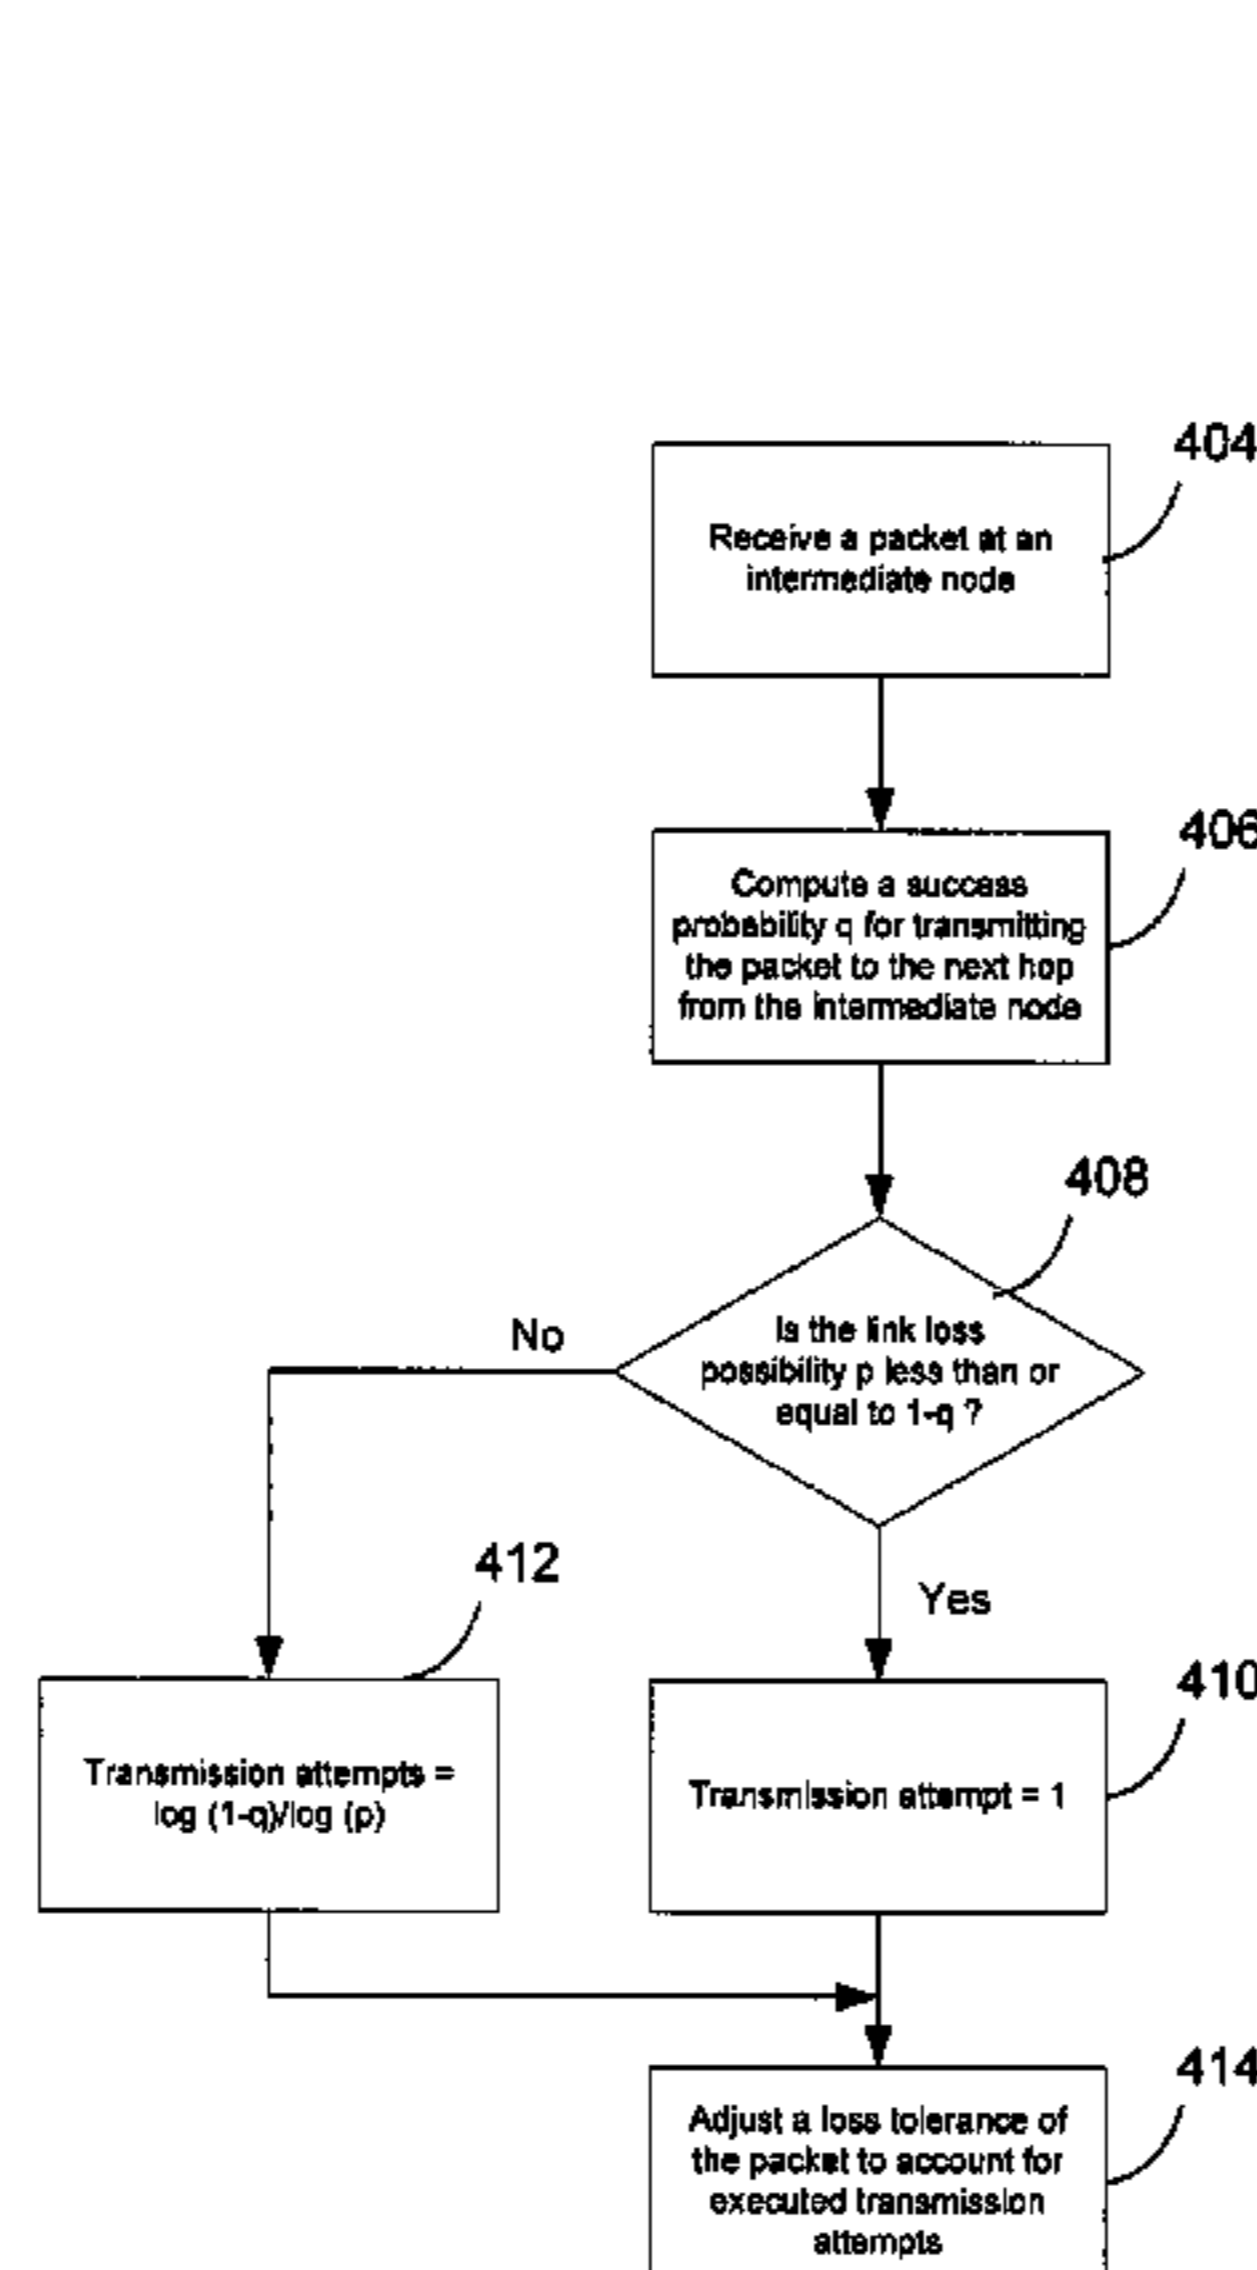 404
Receive a packet at an
intermediate node
406
Compute a success
probability q for transmitting
the packet to the next hop
from the intermediate node
408
Is the link loss
possibility p less than or
equal to 1-q ?
No
Yes
412
Transmission attempts =
log (1-q)/log (p)
410
Transmission attempt = 1
414
Adjust a loss tolerance of
the packet to account for
executed transmission
attempts